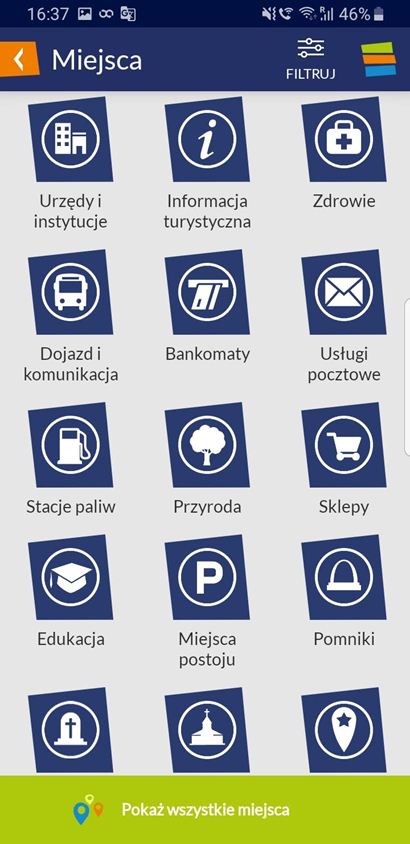 16:37
46%
Miejsca
FILTRUJ
Urzędy i
instytucje
Informacja
turystyczna
Zdrowie
Dojazd i
komunikacja
Bankomaty
Usługi
pocztowe
Stacje paliw
Przyroda
Sklepy
Edukacja
P
Miejsca
postoju
Pomniki
Pokaż wszystkie miejsca